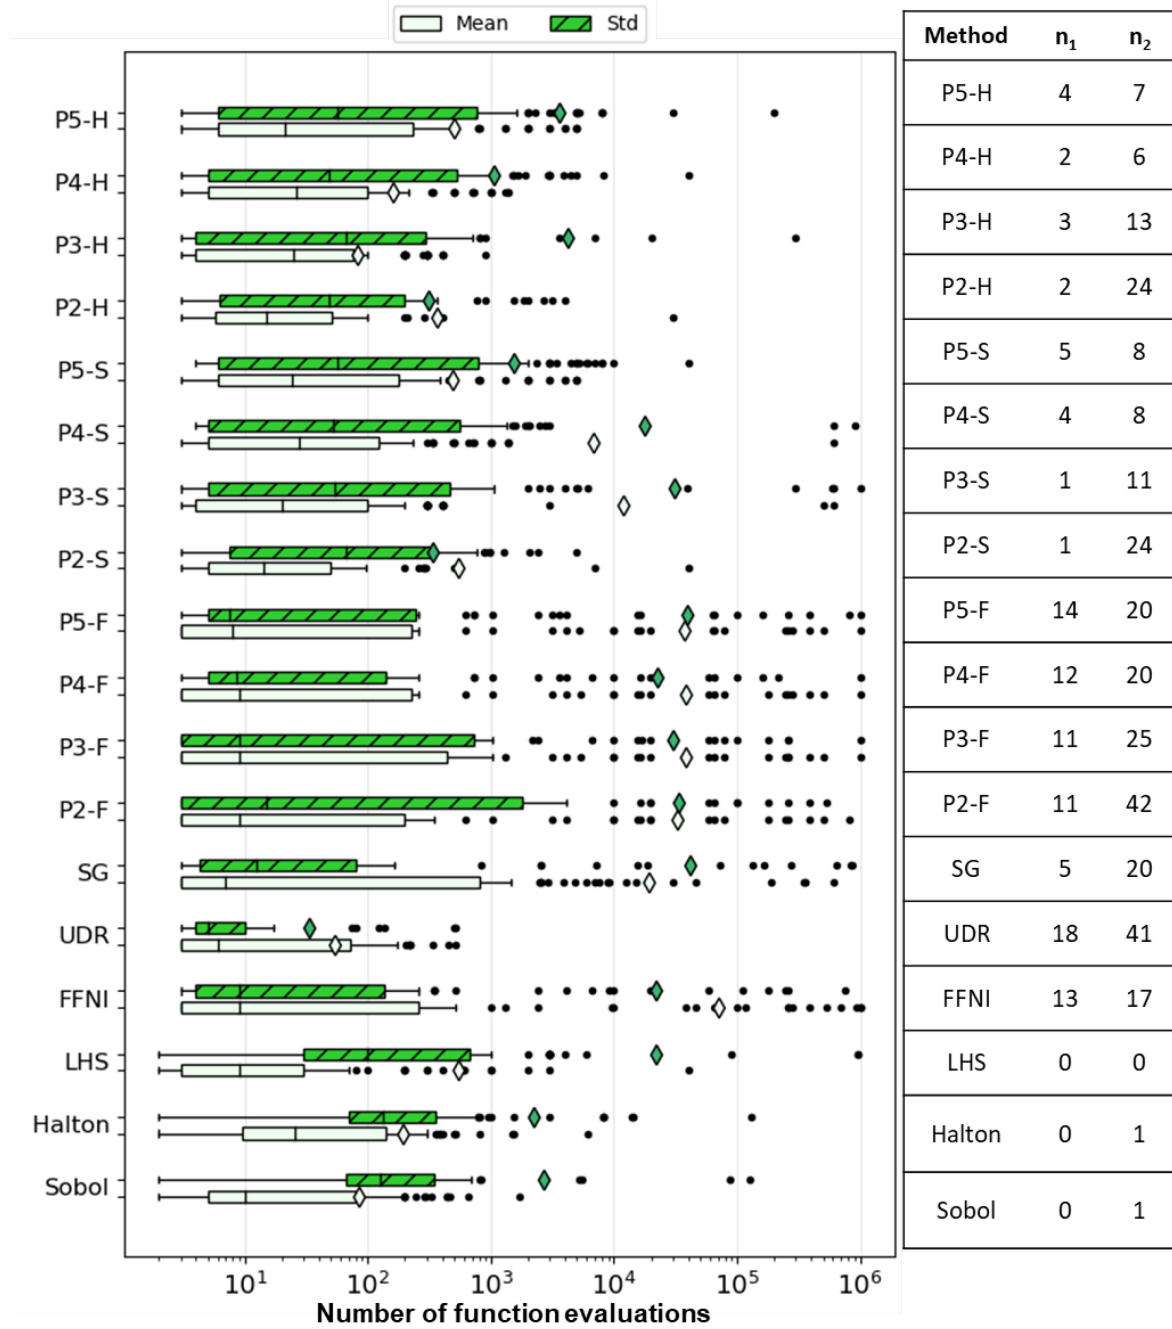 Mean Std
P5-H
P4-H
P3-H
P2-H
P5-S
P4-S
P3-S
P2-S
P5-F
P4-F
P3-F
P2-F
SG
UDR
FFNI
LHS
Halton
Sobol
10¹ 10² 10³ 10⁴ 10⁵ 10⁶
Number of function evaluations
Method n₁ n₂
P5-H 4 7
P4-H 2 6
P3-H 3 13
P2-H 2 24
P5-S 5 8
P4-S 4 8
P3-S 1 11
P2-S 1 24
P5-F 14 20
P4-F 12 20
P3-F 11 25
P2-F 11 42
SG 5 20
UDR 18 41
FFNI 13 17
LHS 0 0
Halton 0 1
Sobol 0 1